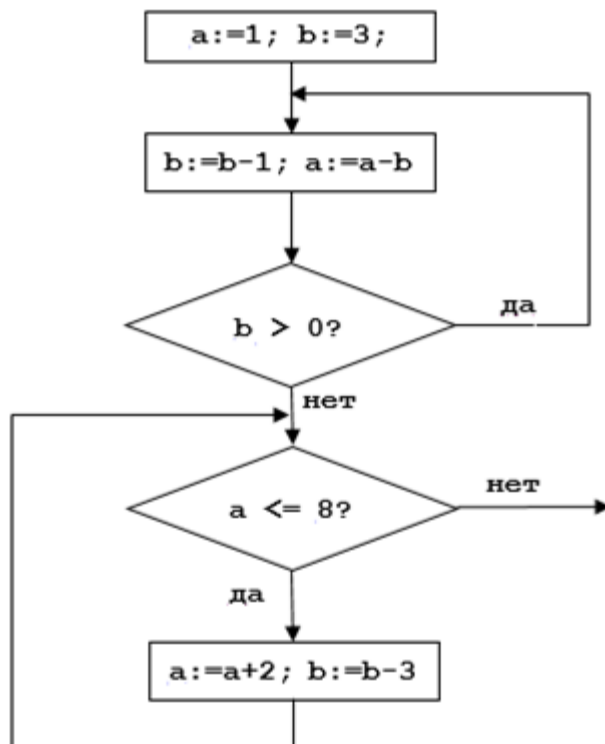 a:=1; b:=3;
b:=b-1; a:=a-b
b > 0?
да
нет
a <= 8?
нет
да
a:=a+2; b:=b-3